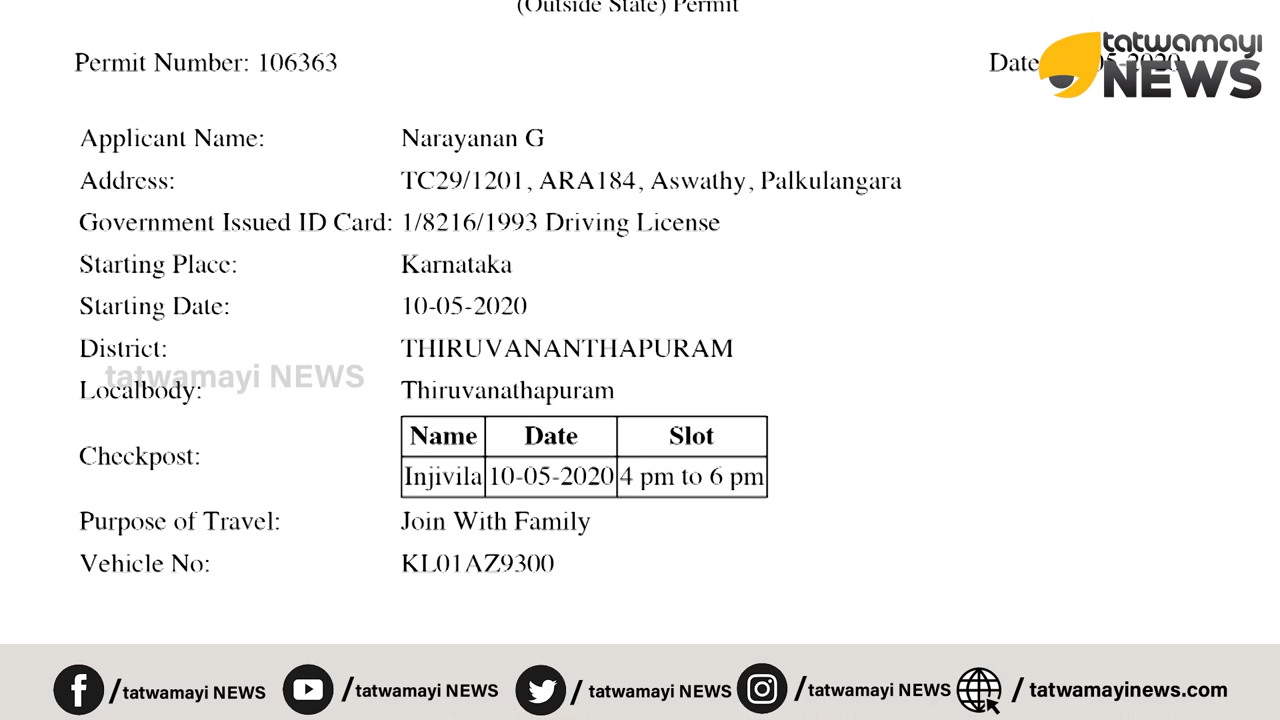 (Outside State) Permit
Permit Number: 106363
Date 05-2020
tatwamayi
NEWS
Applicant Name: Narayanan G
Address: TC29/1201, ARA184, Aswathy, Palkulangara
Government Issued ID Card: 1/8216/1993 Driving License
Starting Place: Karnataka
Starting Date: 10-05-2020
District: THIRUVANANTHAPURAM
tatwamayi NEWS
Localbody: Thiruvanathapuram
Checkpost:
Name Date Slot
Injivila 10-05-2020 4 pm to 6 pm
Purpose of Travel: Join With Family
Vehicle No: KL01AZ9300
/tatwamayi NEWS /tatwamayi NEWS / tatwamayi NEWS /tatwamayi NEWS / tatwamayinews.com